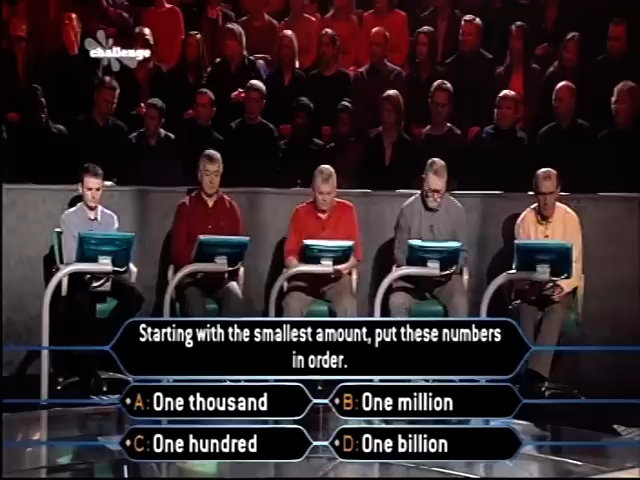 challenge
Starting with the smallest amount, put these numbers
in order.
A: One thousand
B: One million
C: One hundred
D: One billion